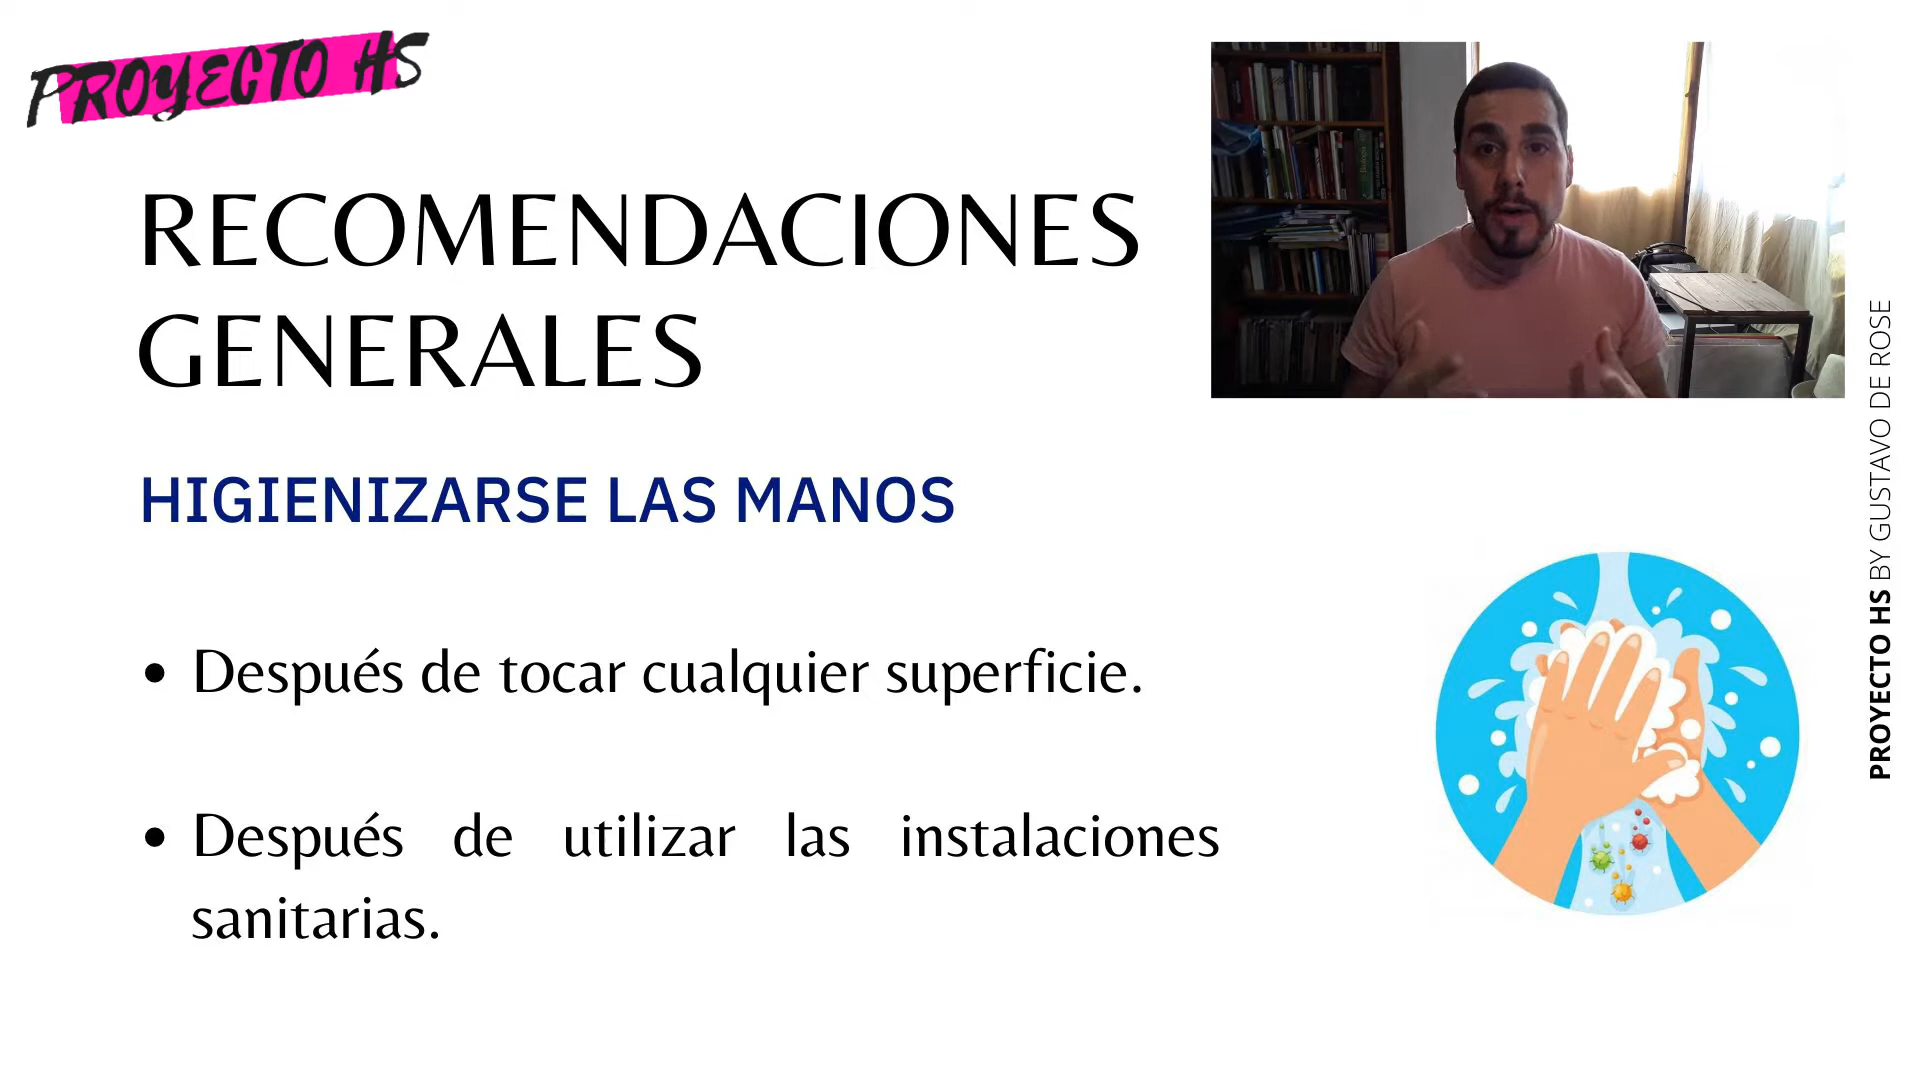 PROYECTO HS
RECOMENDACIONES
GENERALES
HIGIENIZARSE LAS MANOS
• Después de tocar cualquier superficie.
• Después de utilizar las instalaciones
sanitarias.
PROYECTO HS BY GUSTAVO DE ROSE